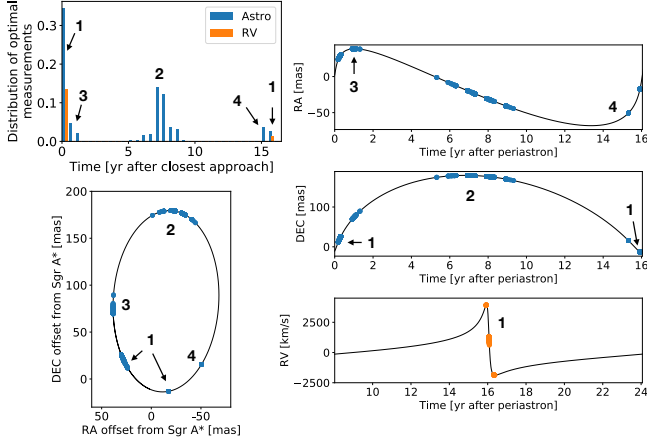 Distribution of optimal
measurements
0.3
0.2
0.1
0.0
Astro
RV
1
3
2
4
1
0
5
10
15
Time [yr after closest approach]
RA [mas]
0
−50
3
4
0 2 4 6 8 10 12 14 16
Time [yr after periastron]
DEC offset from Sgr A* [mas]
200
150
100
50
0
2
3
1
4
50 0 −50
RA offset from Sgr A* [mas]
DEC [mas]
100
0
1
2
1
0 2 4 6 8 10 12 14 16
Time [yr after periastron]
RV [km/s]
2500
0
−2500
1
8 10 12 14 16 18 20 22 24
Time [yr after periastron]